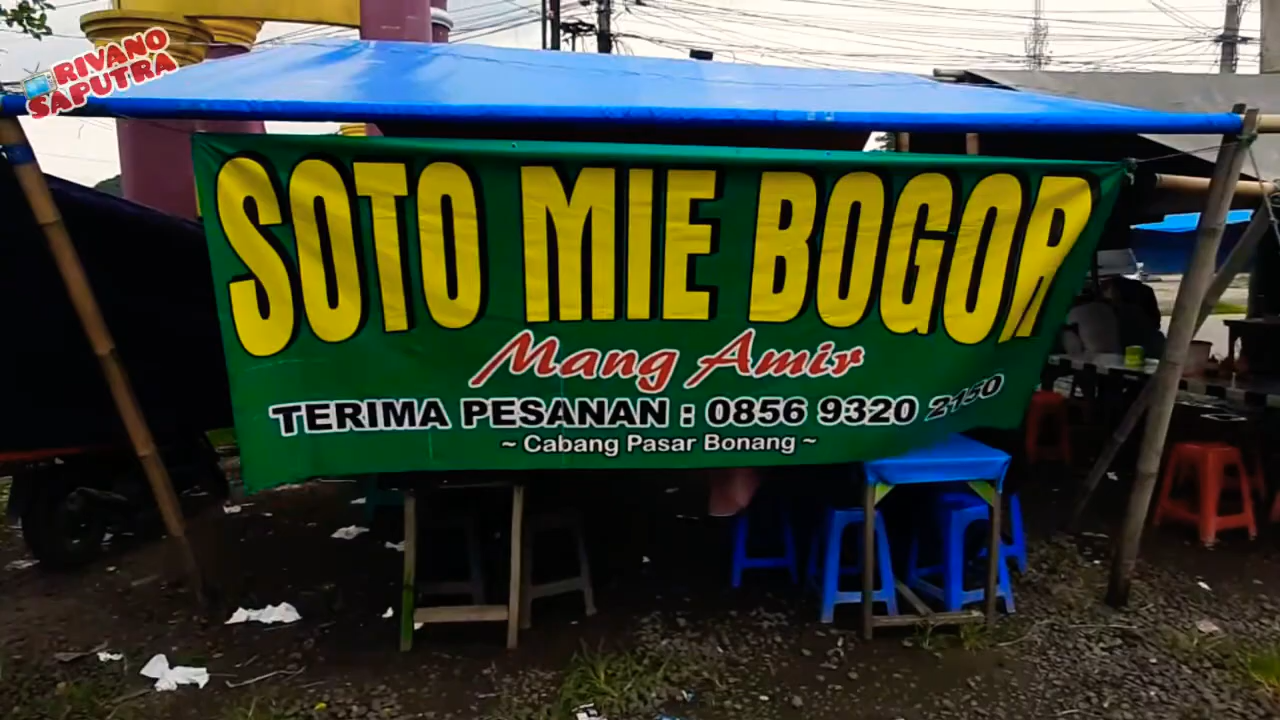 RIVANO
SAPUTRA
SOTO MIE BOGOR
Mang Amir
TERIMA PESANAN : 0856 9320 2150
~ Cabang Pasar Bonang ~